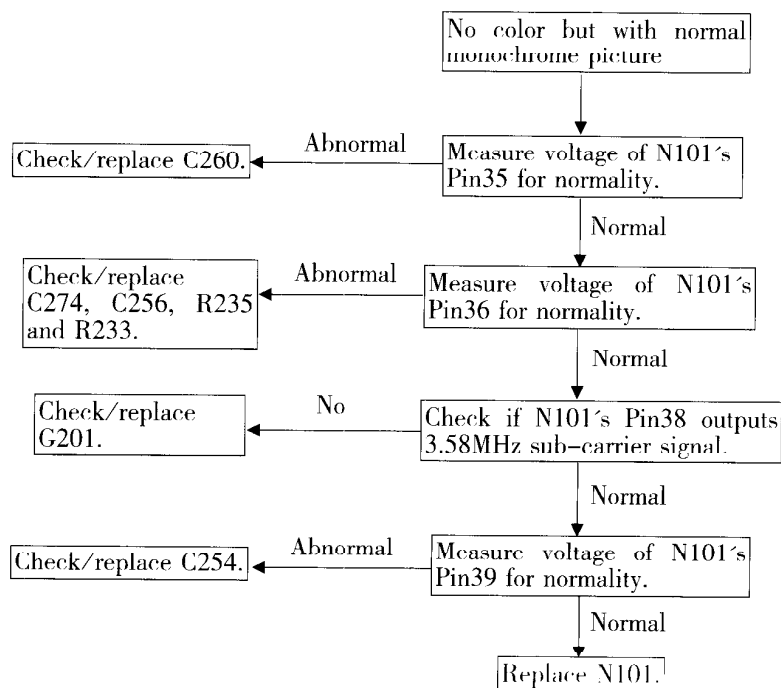 No color but with normal
monochrome picture
Abnormal
Check/replace C260.
Measure voltage of N101's
Pin35 for normality.
Normal
Check/replace
C274, C256, R235
and R233.
Abnormal
Measure voltage of N101's
Pin36 for normality.
Normal
Check/replace
G201.
No
Check if N101's Pin38 outputs
3.58MHz sub-carrier signal.
Normal
Check/replace C254.
Abnormal
Measure voltage of N101's
Pin39 for normality.
Normal
Replace N101.